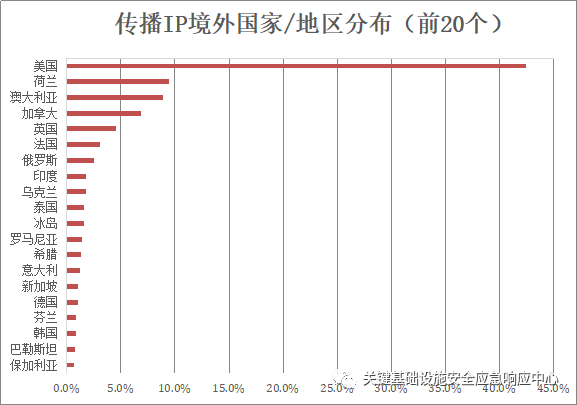 传播IP境外国家/地区分布（前20个）
美国
荷兰
澳大利亚
加拿大
英国
法国
俄罗斯
印度
乌克兰
泰国
冰岛
罗马尼亚
希腊
意大利
新加坡
德国
芬兰
韩国
巴勒斯坦
保加利亚
0.0% 5.0% 10.0% 15.0% 20.0% 25.0% 30.0% 35.0% 40.0% 45.0%
关键基础设施安全应急响应中心